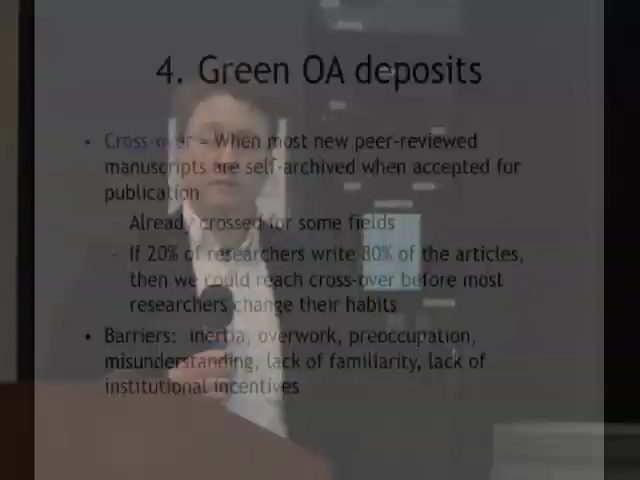 4. Green OA deposits
• Cross-over = When most new peer-reviewed
manuscripts are self-archived when accepted for
publication
– Already crossed for some fields
– If 20% of researchers write 80% of the articles,
then we could reach cross-over before most
researchers change their habits
• Barriers: inertia, overwork, preoccupation,
misunderstanding, lack of familiarity, lack of
institutional incentives